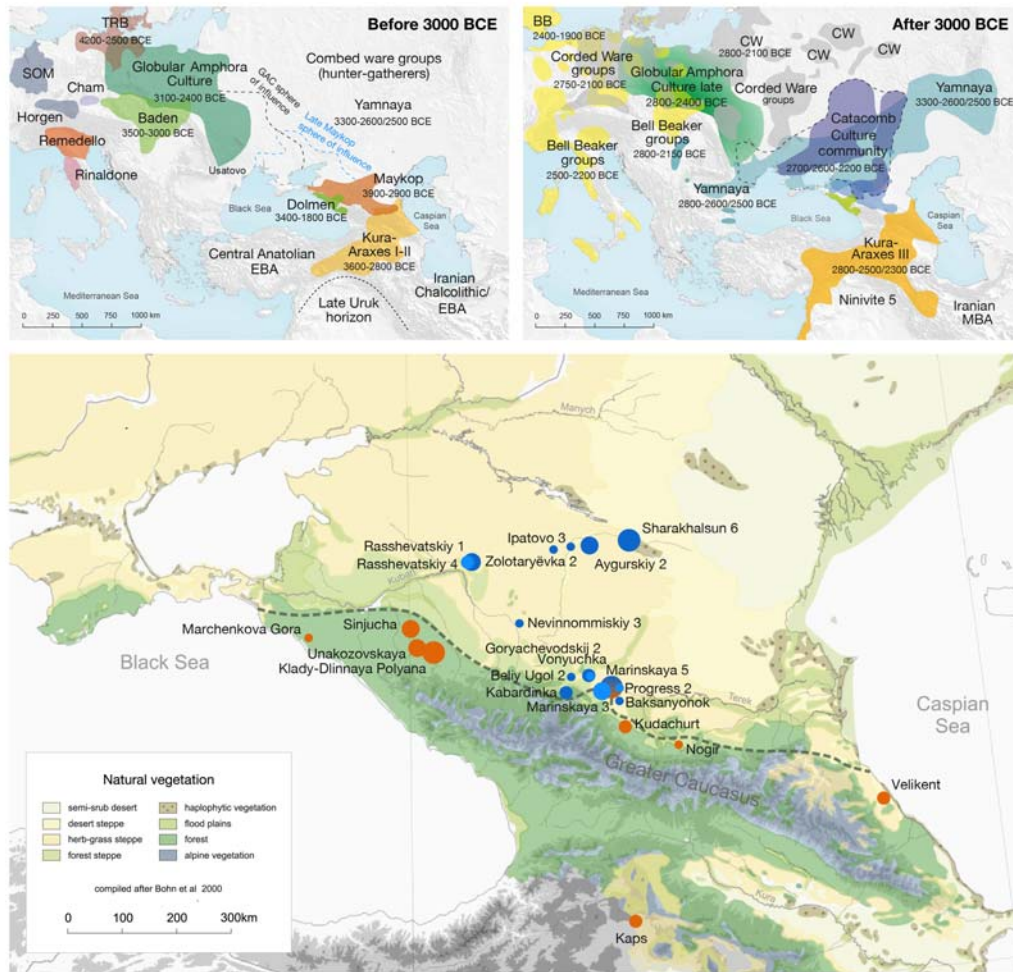 Before 3000 BCE
TRB
4200-2500 BCE
SOM
Globular Amphora
Culture
3100-2400 BCE
Combed ware groups
(hunter-gatherers)
GAC sphere
of influence
Cham
Yamnaya
3300-2600/2500 BCE
Horgen
Baden
3500-3000 BCE
Late Maykop
sphere of influence
Remedello
Rinaldone
Usatovo
Maykop
3900-2900 BCE
Black Sea
Dolmen
3400-1800 BCE
Caspian
Sea
Kura-
Araxes I-II
3600-2800 BCE
Central Anatolian
EBA
Iranian
Chalcolithic/
EBA
Late Uruk
horizon
Mediterranean Sea
0 250 500 1000 km
After 3000 BCE
BB
2400-1900 BCE
CW
2800-2100 BCE
CW
CW
CW
Corded Ware
groups
2750-2100 BCE
Globular Amphora
Culture late
2800-2400 BCE
Corded Ware
groups
Yamnaya
3300-2600/2500 BCE
Catacomb
Culture
community
2700/2600-2200 BCE
Bell Beaker
groups
2800-2150 BCE
Bell Beaker
groups
2500-2200 BCE
Yamnaya
2800-2600/2500 BCE
Black Sea
Caspian
Sea
Kura-
Araxes III
2800-2500/2300 BCE
Ninivite 5
Iranian
MBA
Mediterranean Sea
0 250 500 1000 km
Manych
Sharakhalsun 6
Ipatovo 3
Rasshevatskiy 1
Rasshevatskiy 4
Zolotaryëvka 2
Aygurskiy 2
Kuban
Nevinnommiskiy 3
Marchenkova Gora
Sinjucha
Goryachevodskij 2
Unakozovskaya
Vonyuchka
Marinskaya 5
Black Sea
Klady-Dlinnaya Polyana
Beliy Ugol 2
Progress 2
Terek
Kabardinka
Baksanyonok
Marinskaya 3
Caspian
Sea
Kudachurt
Nogir
Greater Caucasus
Velikent
Kura
Kaps
Natural vegetation
semi-srub desert
haplophytic vegetation
desert steppe
flood plains
herb-grass steppe
forest
forest steppe
alpine vegetation
compiled after Bohn et al 2000
0 100 200 300km